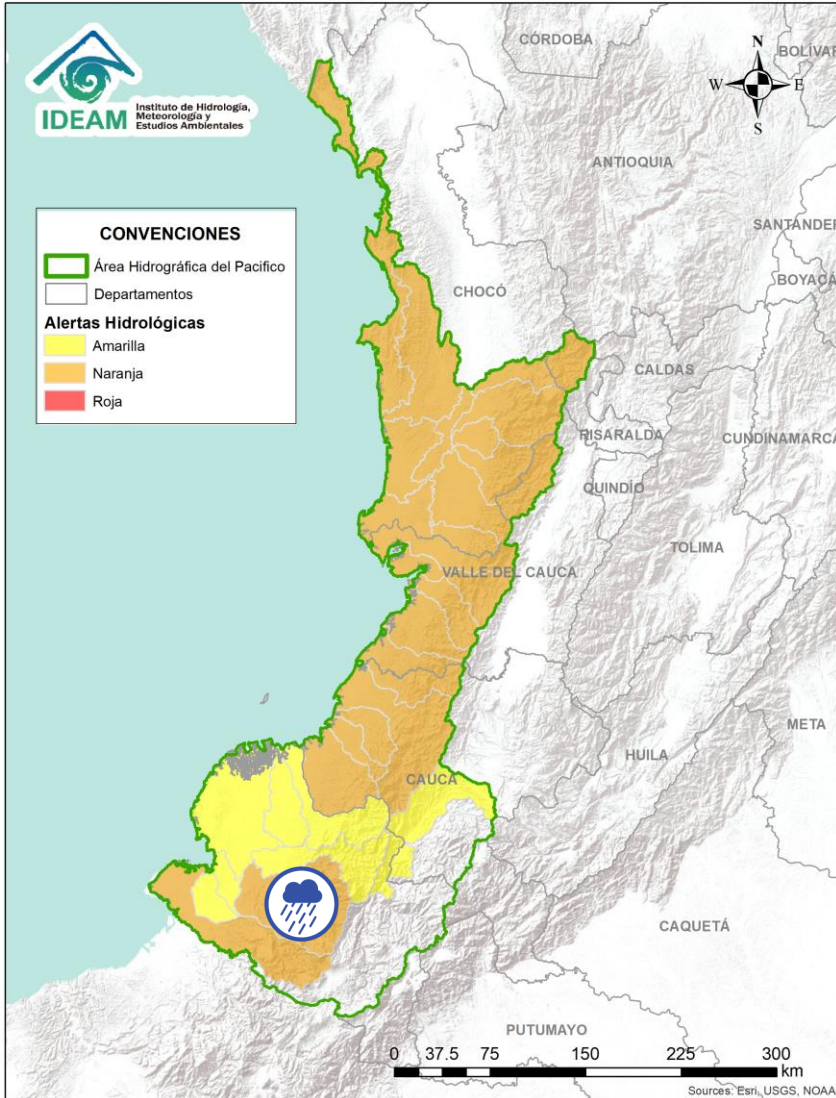 IDEAM
Instituto de Hidrología,
Meteorología y
Estudios Ambientales
CÓRDOBA
BOLÍVAR
N
W
E
S
ANTIOQUIA
SANTANDER
BOYACÁ
CONVENCIONES
Área Hidrográfica del Pacifico
Departamentos
Alertas Hidrológicas
Amarilla
Naranja
Roja
CHOCÓ
CALDAS
RISARALDA
CUNDINAMARCA
QUINDÍO
TOLIMA
VALLE DEL CAUCA
META
HUILA
CAUCA
CAQUETÁ
PUTUMAYO
0 37.5 75 150 225 300
km
Sources: Esri, USGS, NOAA